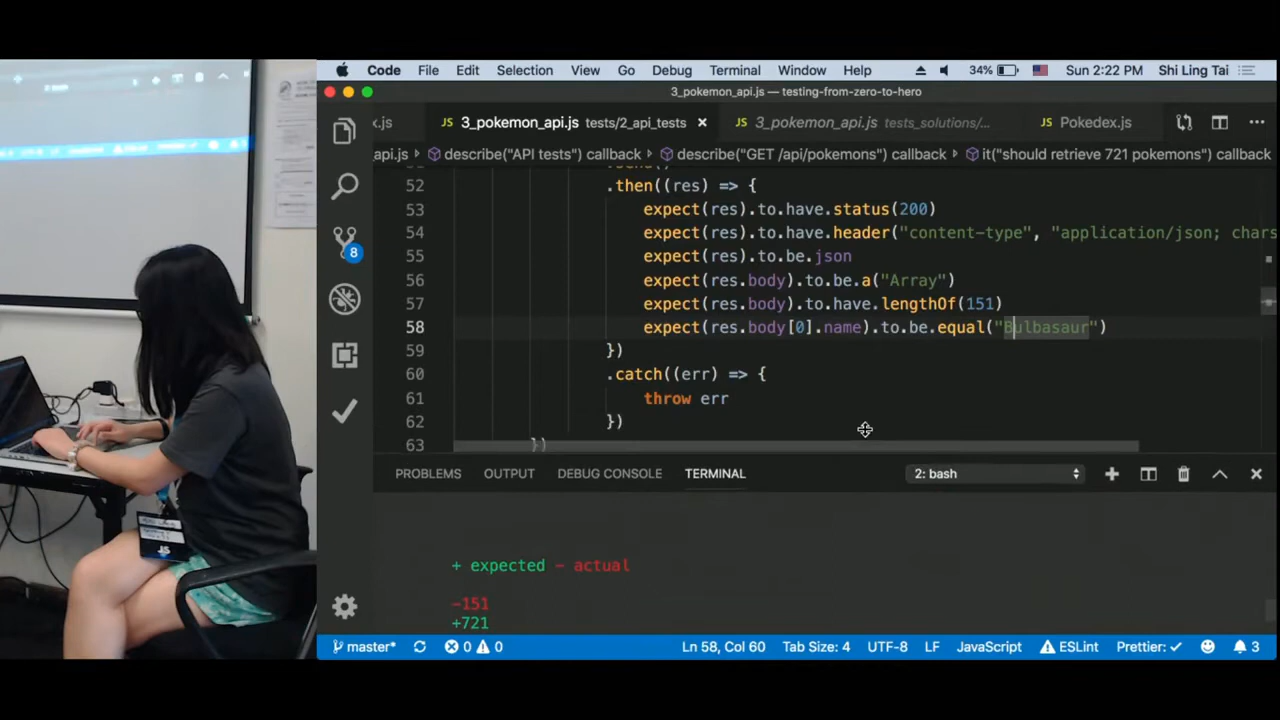 Code File Edit Selection View Go Debug Terminal Window Help 34% Sun 2:22 PM Shi Ling Tai
3_pokemon_api.js — testing-from-zero-to-hero
x.js JS 3_pokemon_api.js tests/2_api_tests JS 3_pokemon_api.js tests_solutions/... JS Pokedex.js
_api.js describe("API tests") callback describe("GET /api/pokemons") callback it("should retrieve 721 pokemons") callback
52 .then((res) => {
53 expect(res).to.have.status(200)
54 expect(res).to.have.header("content-type", "application/json; chars
55 expect(res).to.be.json
56 expect(res.body).to.be.a("Array")
57 expect(res.body).to.have.lengthOf(151)
58 expect(res.body[0].name).to.be.equal("Bulbasaur")
59 })
60 .catch((err) => {
61 throw err
62 })
63 })
8
PROBLEMS OUTPUT DEBUG CONSOLE TERMINAL 2: bash
+ expected - actual
-151
+721
master* 0 0 Ln 58, Col 60 Tab Size: 4 UTF-8 LF JavaScript ESLint Prettier: ✓ 3
JS